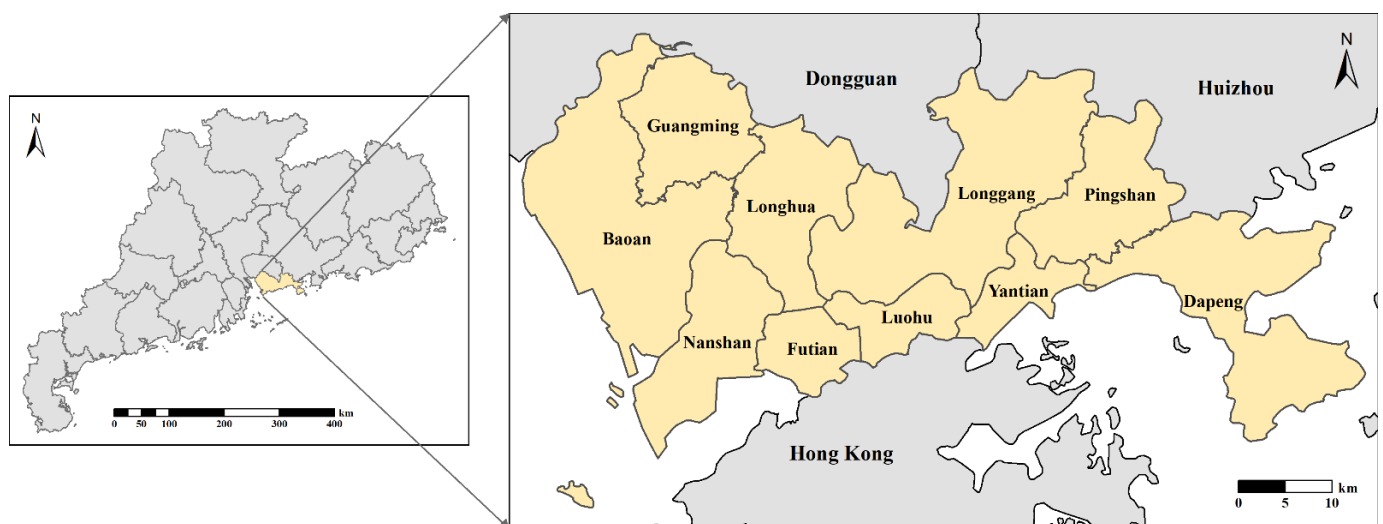 N
0 50 100 200 300 400 km
N
Dongguan
Huizhou
Guangming
Longhua
Longgang
Pingshan
Baoan
Yantian
Dapeng
Luohu
Nanshan
Futian
Hong Kong
km
0 5 10